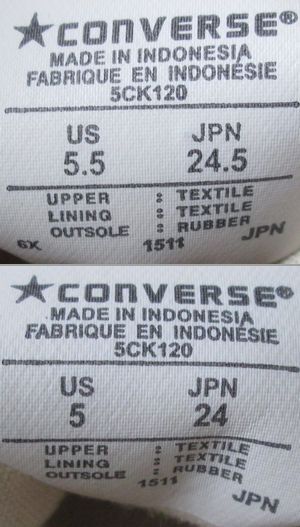 ★CONVERSE®
MADE IN INDONESIA
FABRIQUE EN INDONÉSIE
5CK120
US JPN
5.5 24.5
UPPER : TEXTILE
LINING : TEXTILE
OUTSOLE : RUBBER
6X 1511 JPN
★CONVERSE®
MADE IN INDONESIA
FABRIQUE EN INDONÉSIE
5CK120
US JPN
5 24
UPPER : TEXTILE
LINING : TEXTILE
OUTSOLE : RUBBER
1511 JPN